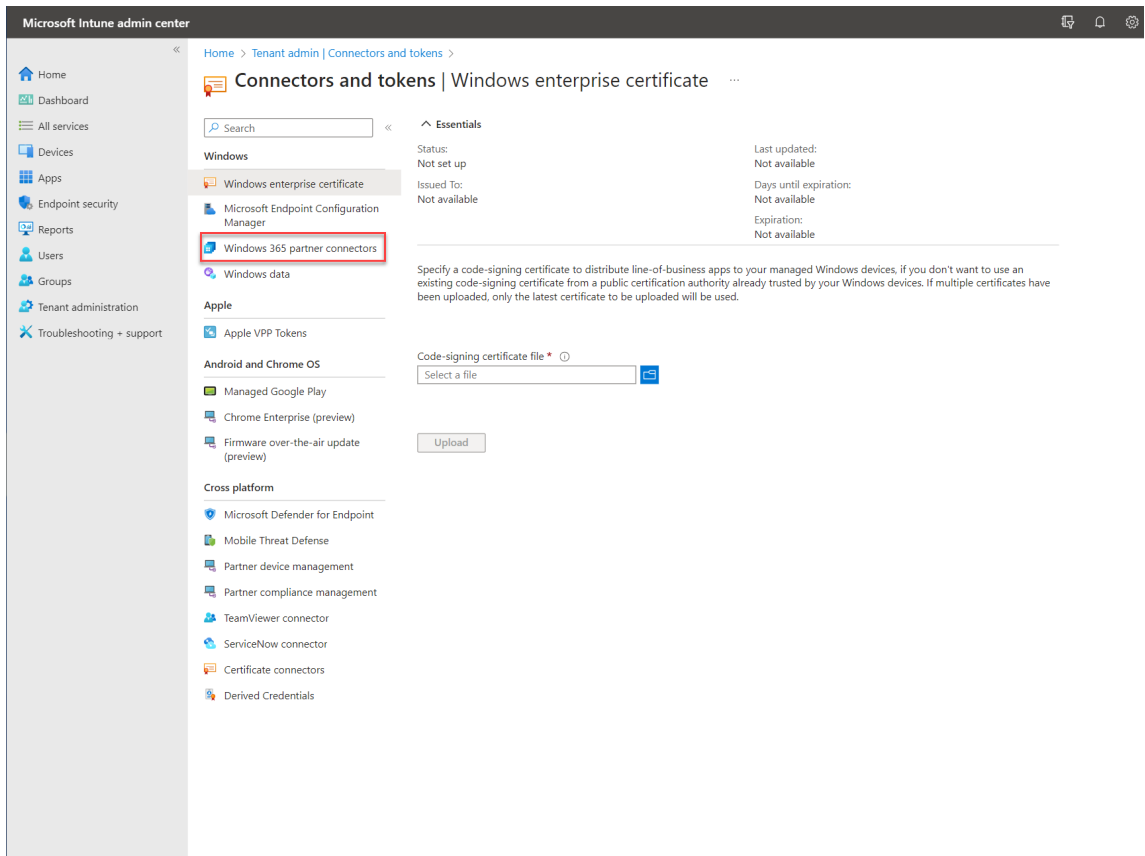 Microsoft Intune admin center
Home > Tenant admin | Connectors and tokens >
Connectors and tokens | Windows enterprise certificate ...
Home
Dashboard
All services
Devices
Apps
Endpoint security
Reports
Users
Groups
Tenant administration
Troubleshooting + support
Search
Windows
Windows enterprise certificate
Microsoft Endpoint Configuration
Manager
Windows 365 partner connectors
Windows data
Apple
Apple VPP Tokens
Android and Chrome OS
Managed Google Play
Chrome Enterprise (preview)
Firmware over-the-air update
(preview)
Cross platform
Microsoft Defender for Endpoint
Mobile Threat Defense
Partner device management
Partner compliance management
TeamViewer connector
ServiceNow connector
Certificate connectors
Derived Credentials
Essentials
Status:
Not set up
Issued To:
Not available
Last updated:
Not available
Days until expiration:
Not available
Expiration:
Not available
Specify a code-signing certificate to distribute line-of-business apps to your managed Windows devices, if you don't want to use an
existing code-signing certificate from a public certification authority already trusted by your Windows devices. If multiple certificates have
been uploaded, only the latest certificate to be uploaded will be used.
Code-signing certificate file *
Select a file
Upload